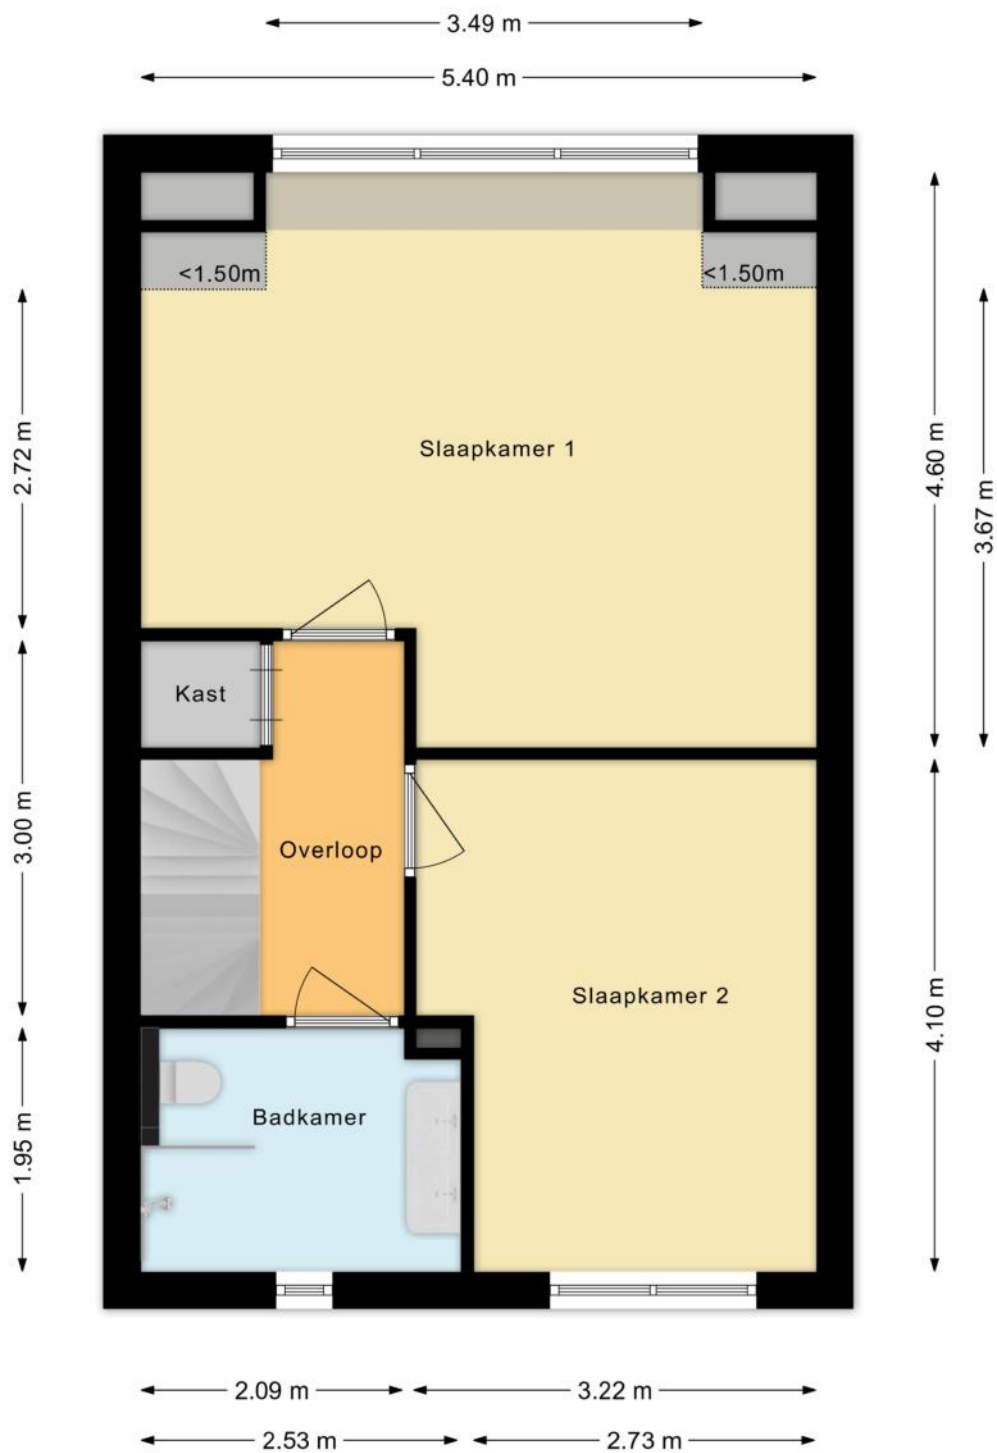 3.49 m
5.40 m
<1.50m
<1.50m
2.72 m
Slaapkamer 1
4.60 m
3.67 m
Kast
3.00 m
Overloop
Slaapkamer 2
4.10 m
Badkamer
1.95 m
2.09 m
3.22 m
2.53 m
2.73 m